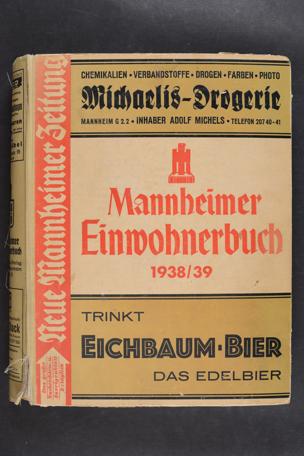 CHEMIKALIEN • VERBANDSTOFFE • DROGEN • FARBEN • PHOTO
Michaelis-Drogerie
MANNHEIM G 2.2 • INHABER ADOLF MICHELS • TELEFON 207 40-41
Neue Mannheimer Zeitung
Mannheimer
Einwohnerbuch
1938/39
TRINKT
EICHBAUM-BIER
DAS EDELBIER